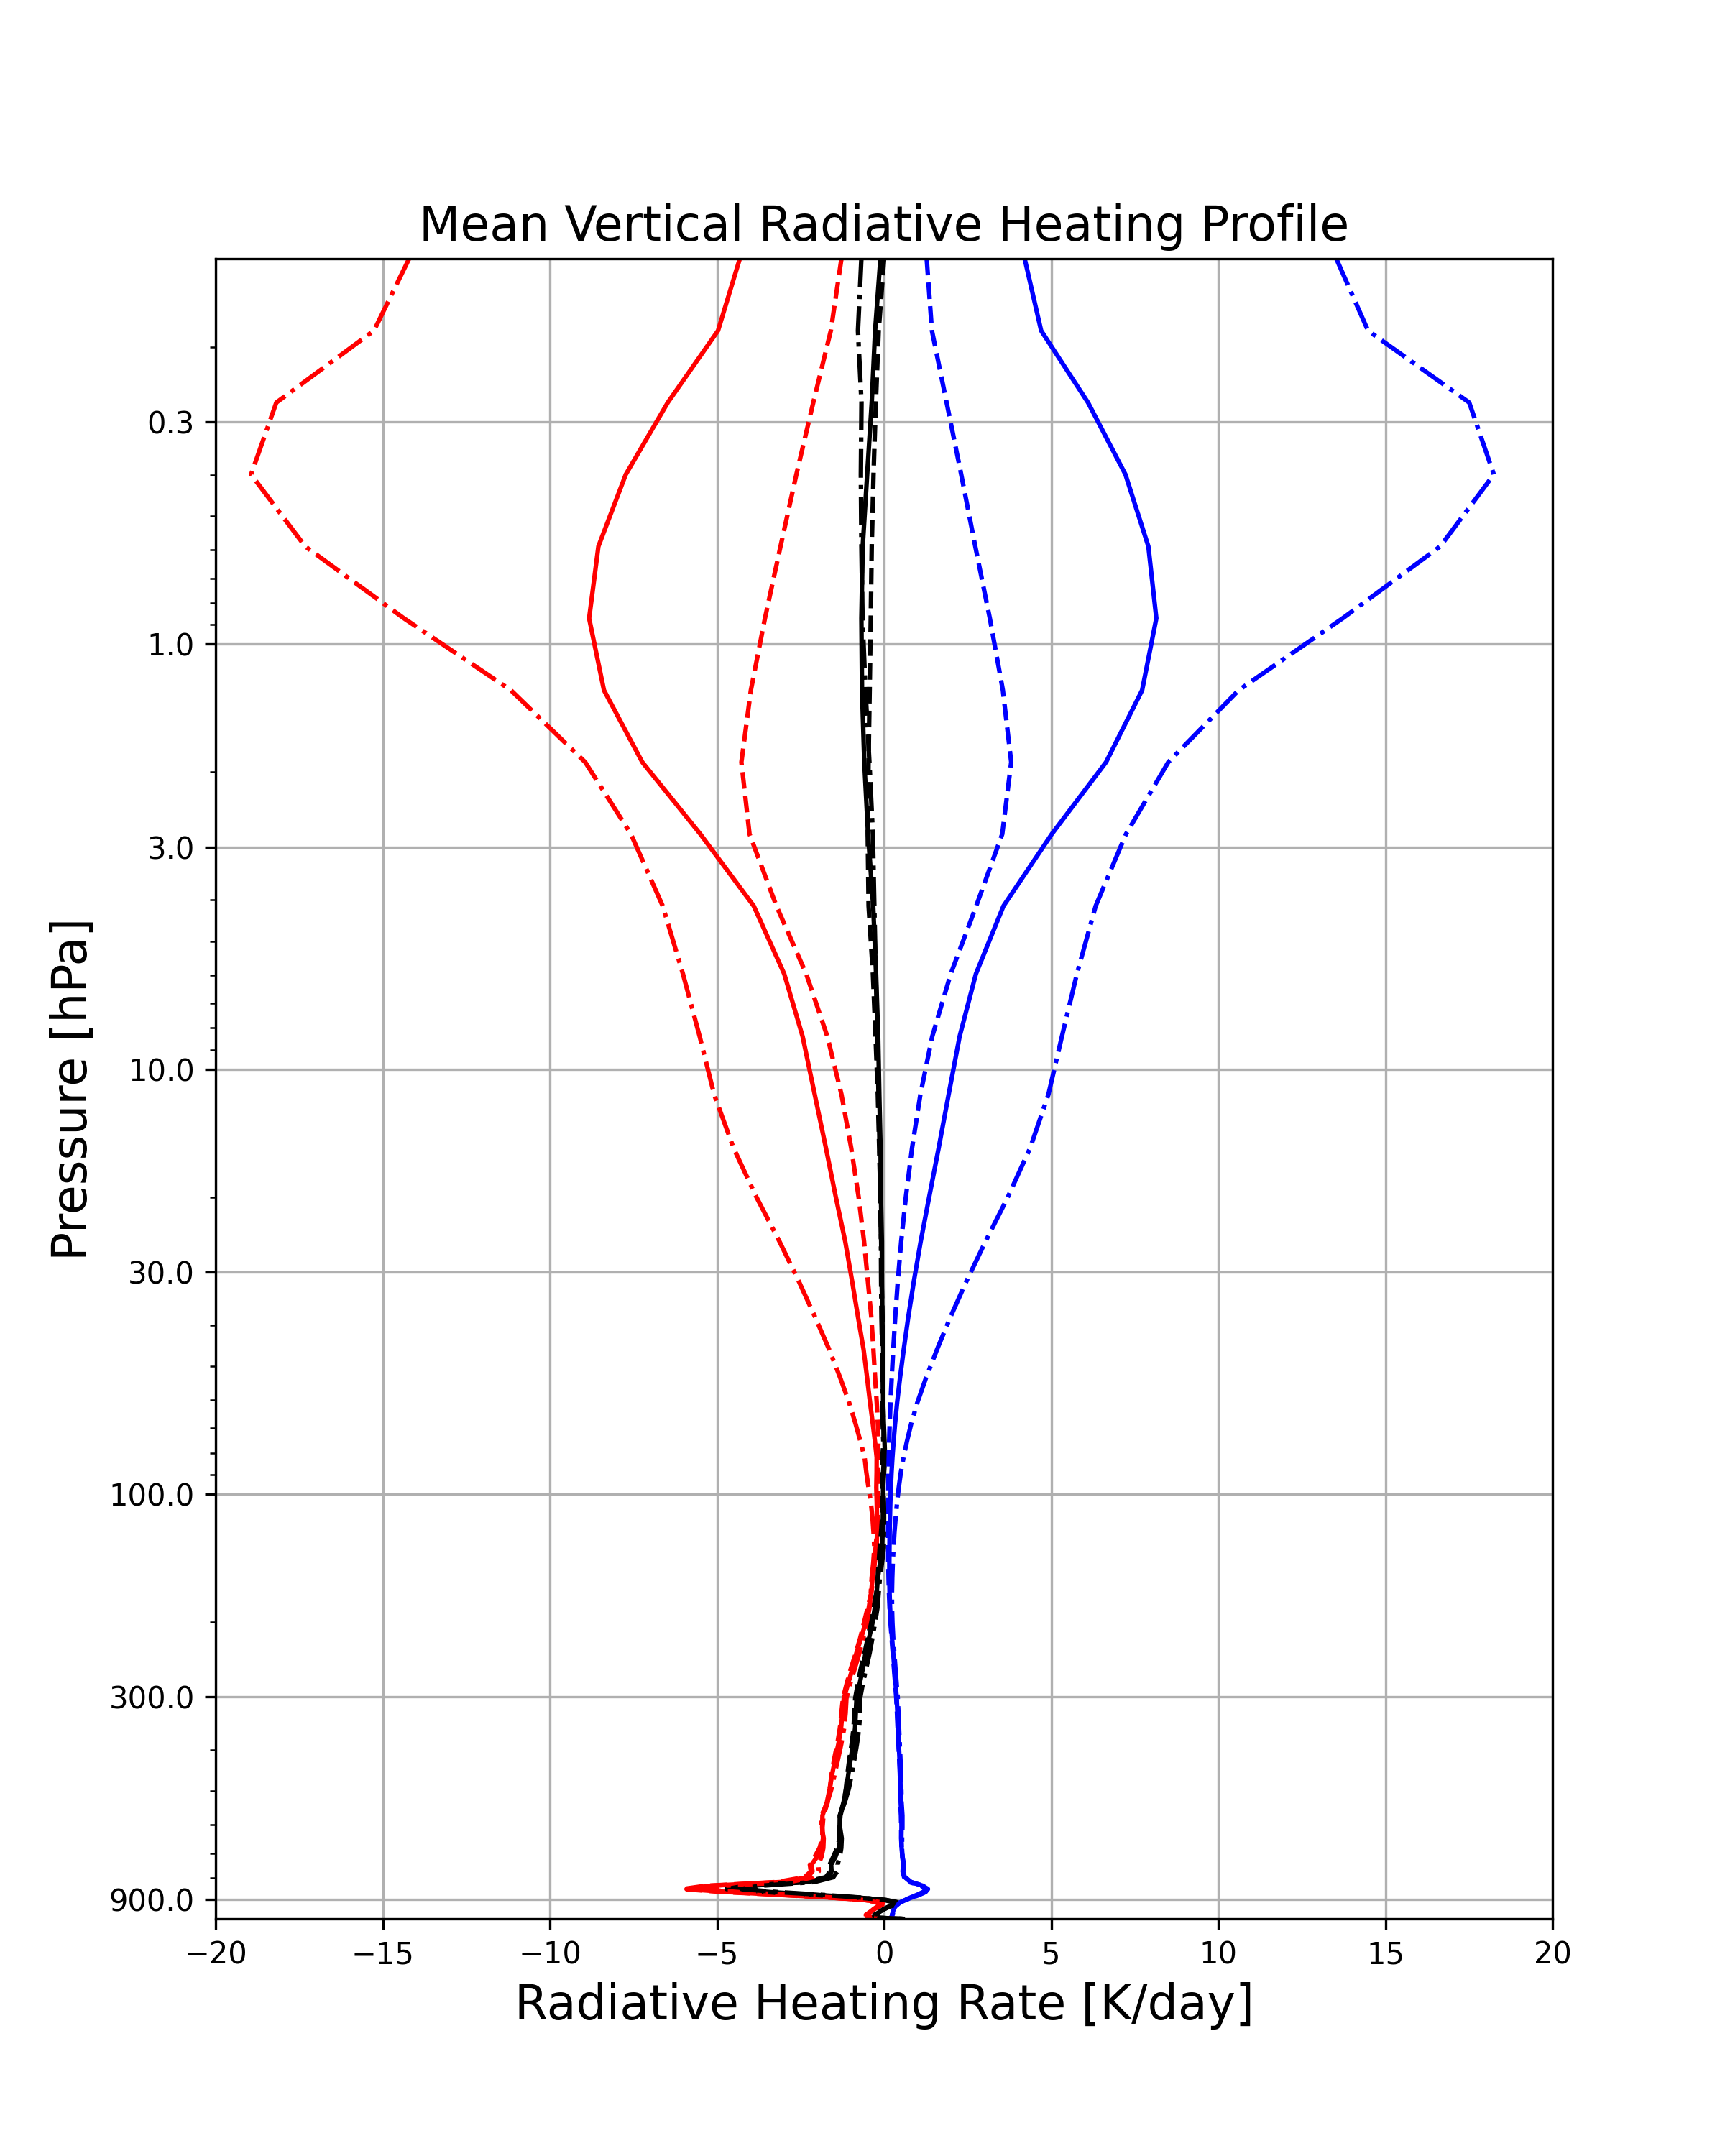 Mean Vertical Radiative Heating Profile
0.3
1.0
3.0
10.0
30.0
100.0
300.0
900.0
Pressure [hPa]
−20 −15 −10 −5 0 5 10 15 20
Radiative Heating Rate [K/day]